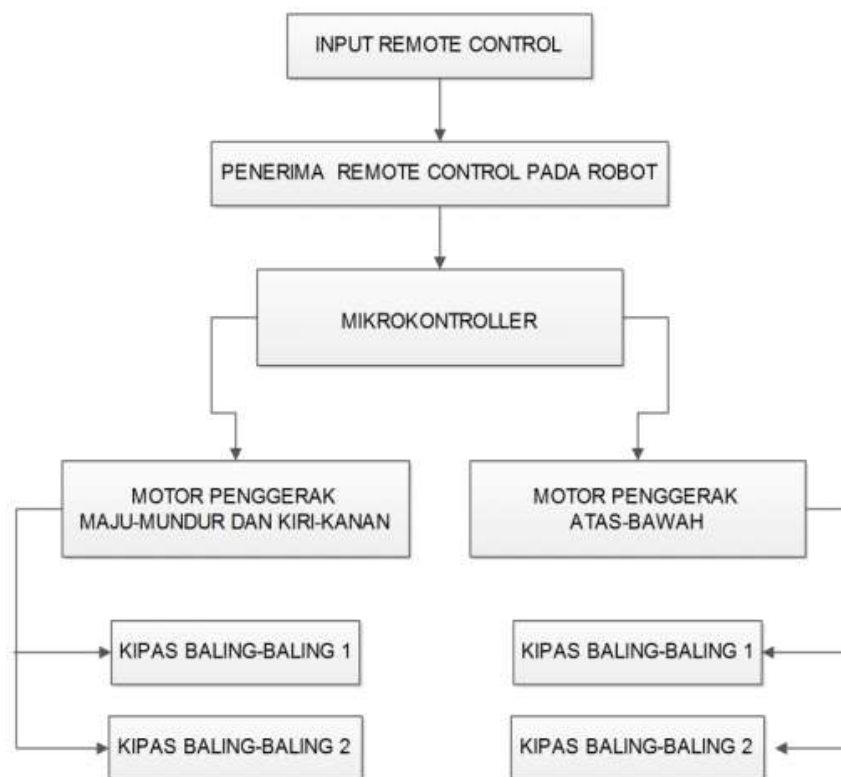 INPUT REMOTE CONTROL
PENERIMA REMOTE CONTROL PADA ROBOT
MIKROKONTROLLER
MOTOR PENGGERAK
MAJU-MUNDUR DAN KIRI-KANAN
MOTOR PENGGERAK
ATAS-BAWAH
KIPAS BALING-BALING 1
KIPAS BALING-BALING 1
KIPAS BALING-BALING 2
KIPAS BALING-BALING 2